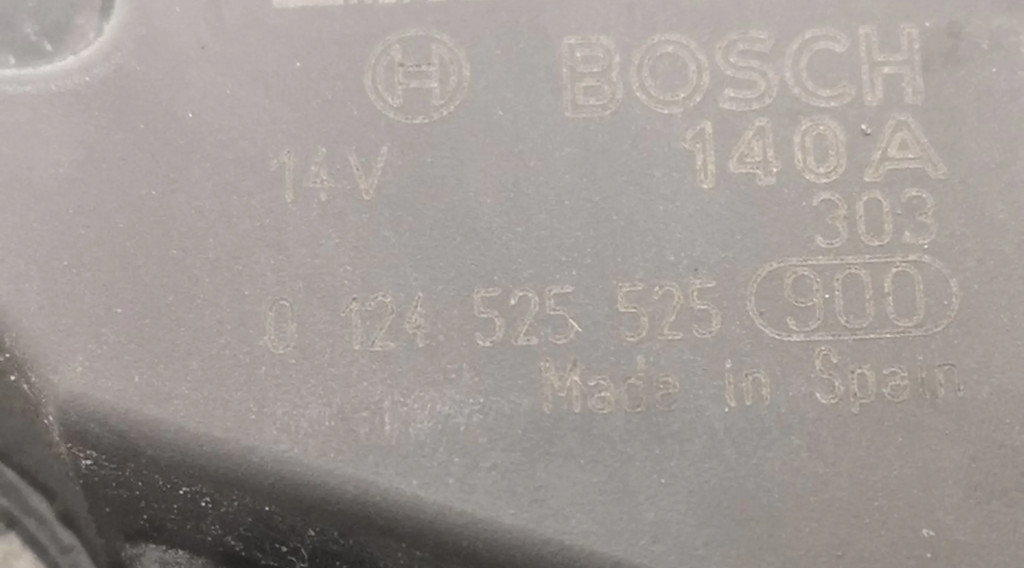 BOSCH
14V 140A
303
0 124 525 525 900
Made in Spain